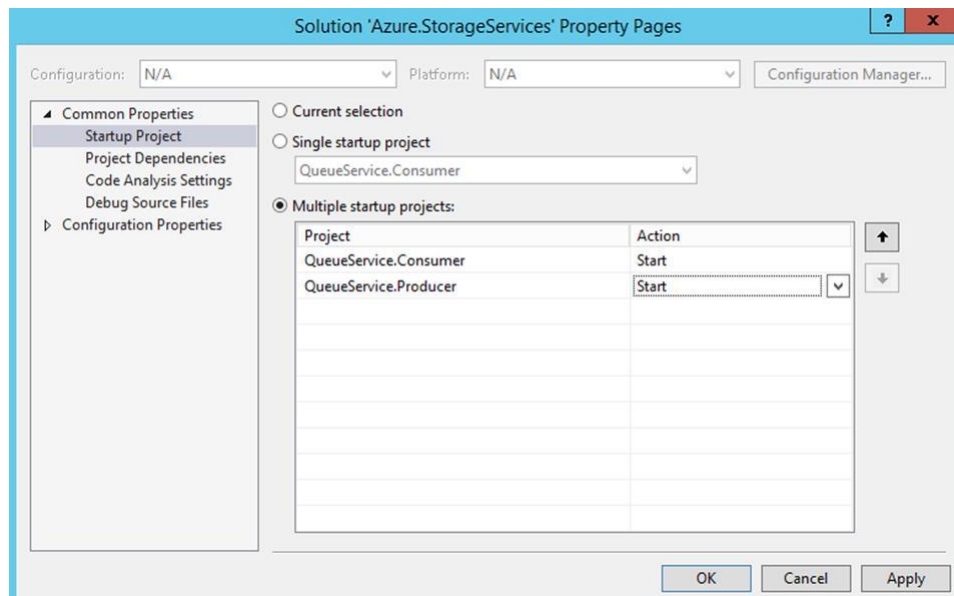 Solution 'Azure.StorageServices' Property Pages
?
x
Configuration: N/A Platform: N/A Configuration Manager...
Common Properties
Startup Project
Project Dependencies
Code Analysis Settings
Debug Source Files
Configuration Properties
Current selection
Single startup project
QueueService.Consumer
Multiple startup projects:
Project Action
QueueService.Consumer Start
QueueService.Producer Start
OK Cancel Apply